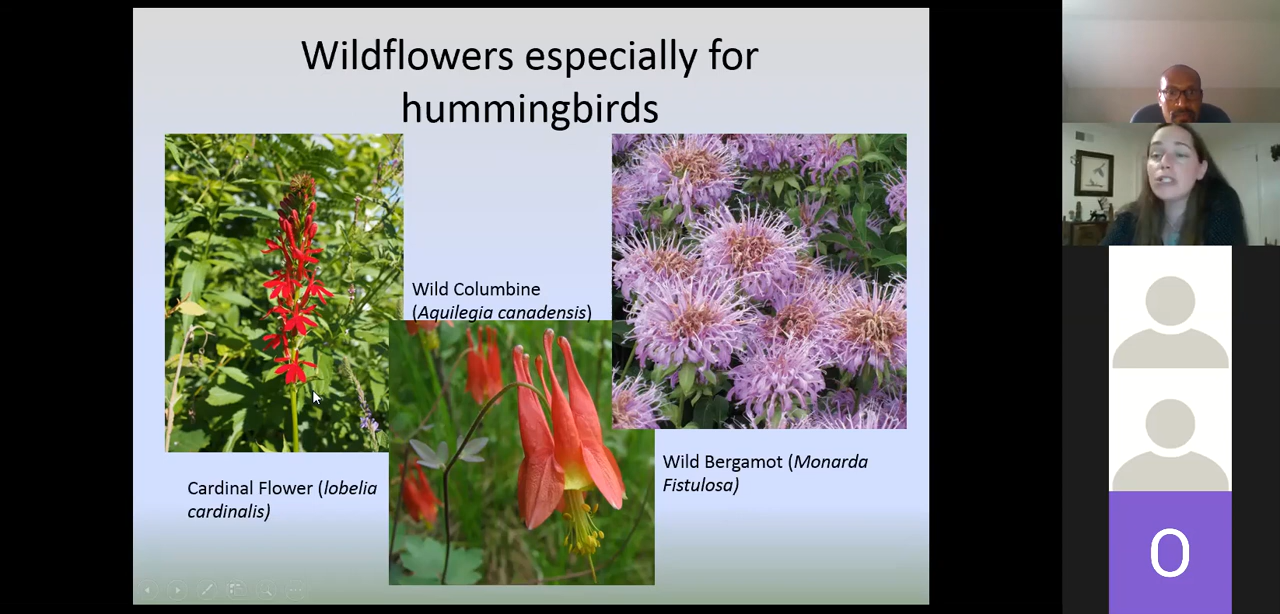 Wildflowers especially for
hummingbirds
Wild Columbine
(Aquilegia canadensis)
Wild Bergamot (Monarda
Fistulosa)
Cardinal Flower (lobelia
cardinalis)
O